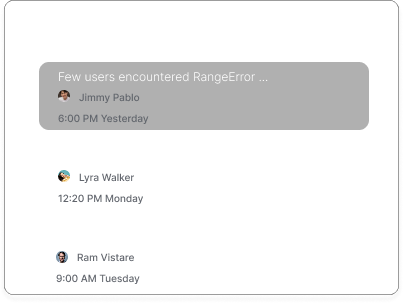 Few users encountered RangeError ...
Jimmy Pablo
6:00 PM Yesterday
Lyra Walker
12:20 PM Monday
Ram Vistare
9:00 AM Tuesday